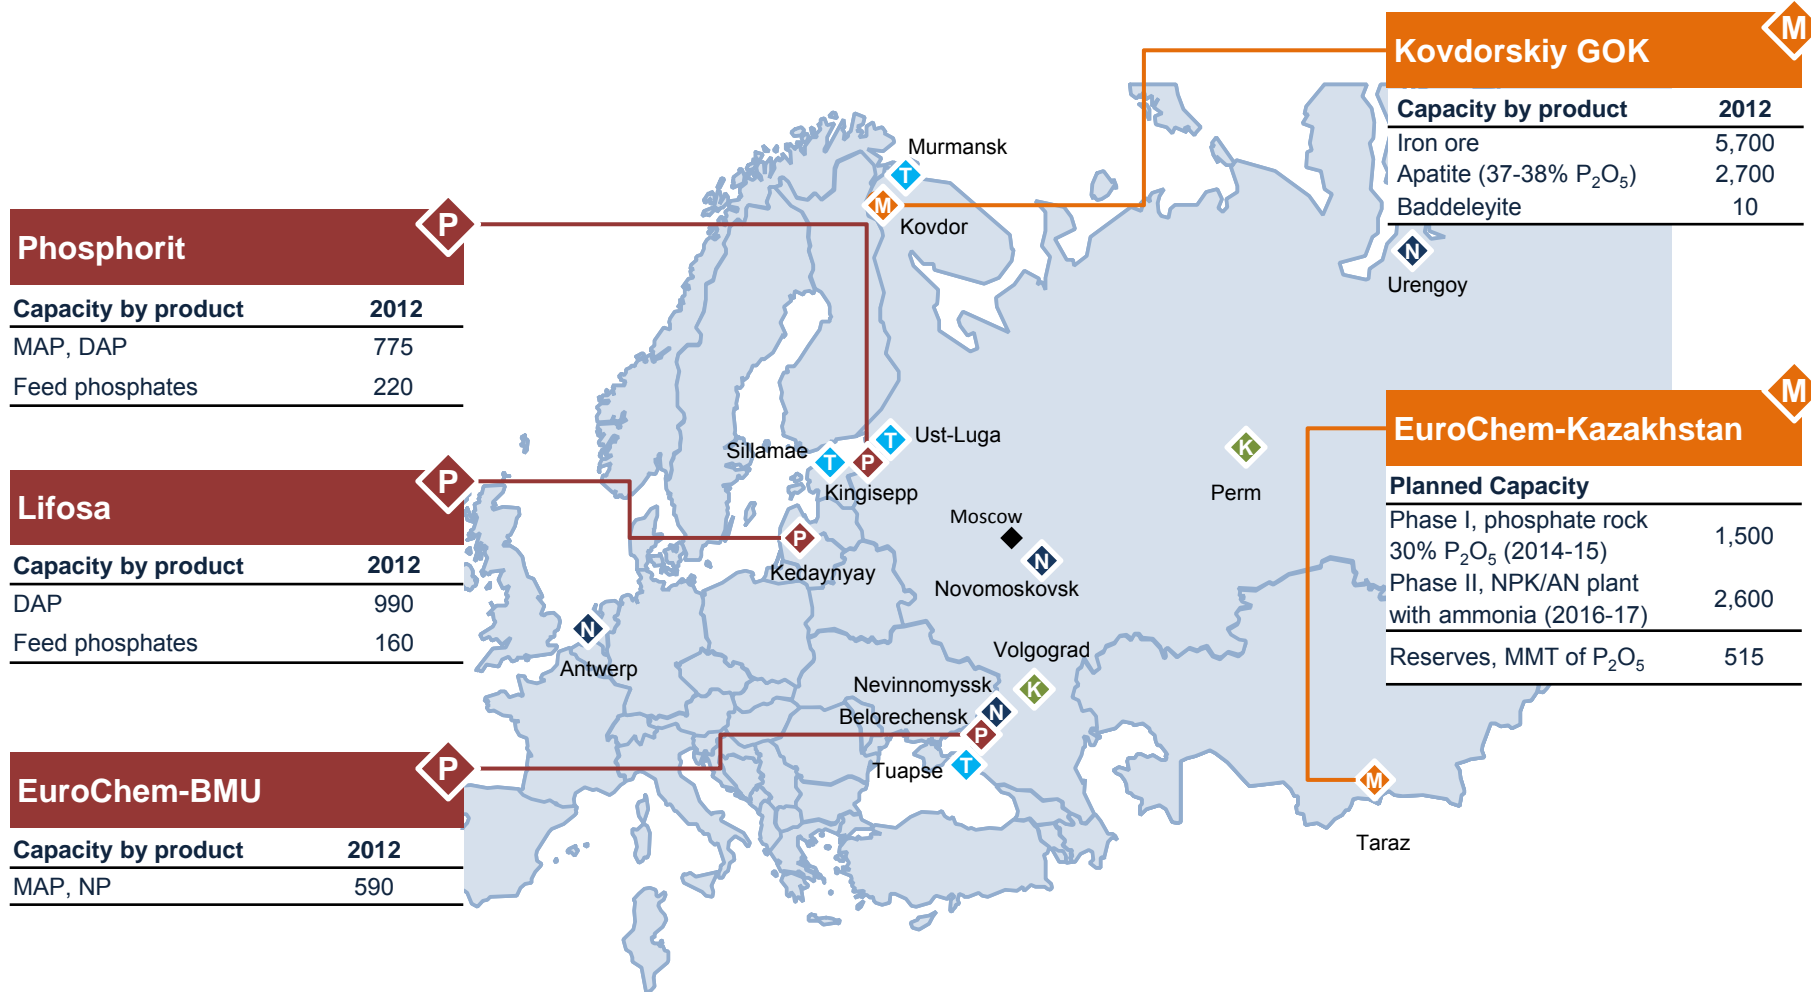 Phosphorit
P
Capacity by product 2012
MAP, DAP 775
Feed phosphates 220
Lifosa
P
Capacity by product 2012
DAP 990
Feed phosphates 160
EuroChem-BMU
P
Capacity by product 2012
MAP, NP 590
Kovdorskiy GOK
M
Capacity by product 2012
Iron ore 5,700
Apatite (37-38% P₂O₅) 2,700
Baddeleyite 10
EuroChem-Kazakhstan
M
Planned Capacity
Phase I, phosphate rock
30% P₂O₅ (2014-15) 1,500
Phase II, NPK/AN plant
with ammonia (2016-17) 2,600
Reserves, MMT of P₂O₅ 515
Murmansk
T
M
Kovdor
N
Urengoy
Ust-Luga
T
Sillamae
T
P
Kingisepp
K
Perm
Moscow
P
Kedaynyay
N
Novomoskovsk
N
Antwerp
Volgograd
K
Nevinnomyssk
N
Belorechensk
P
Tuapse
T
M
Taraz